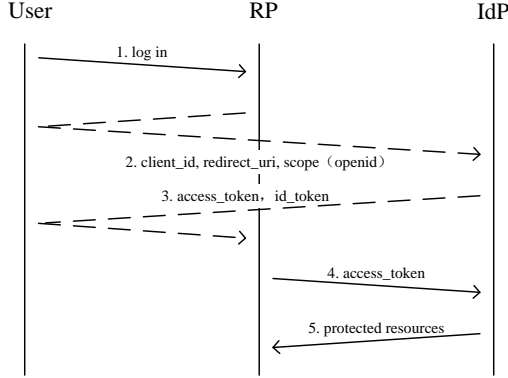 User
RP
IdP
1. log in
2. client_id, redirect_uri, scope（openid）
3. access_token，id_token
4. access_token
5. protected resources